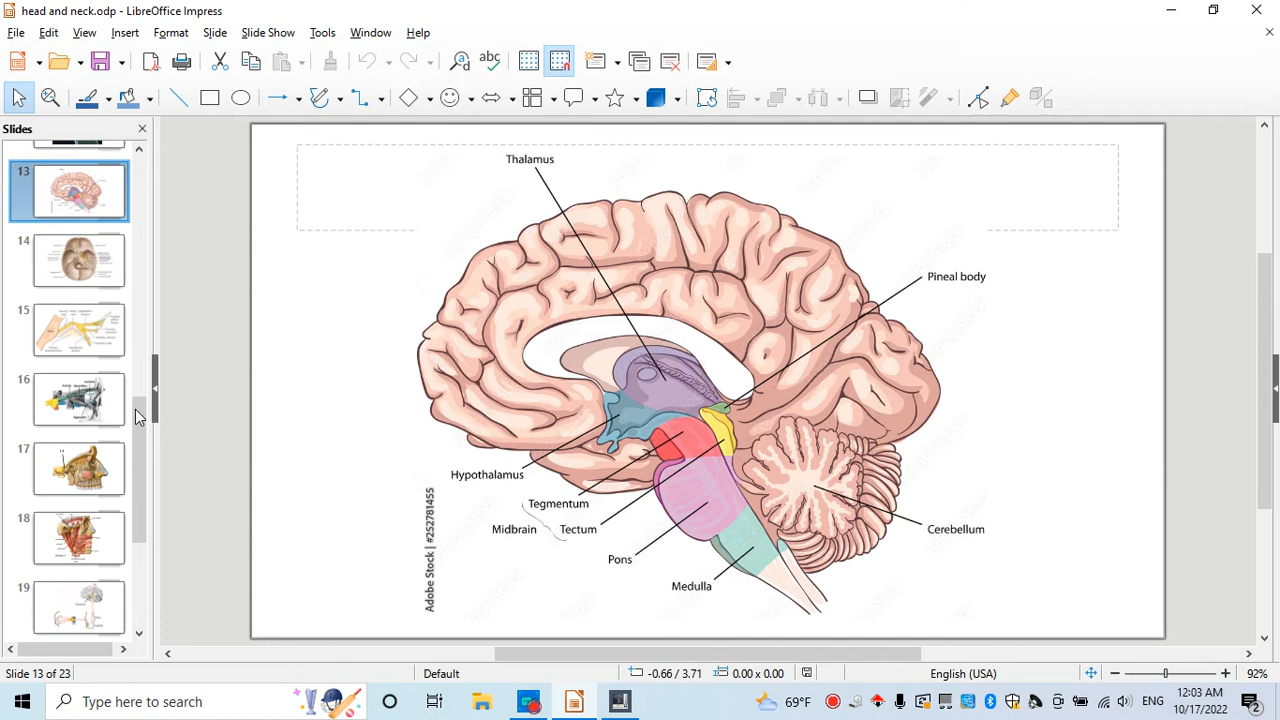 head and neck.odp - LibreOffice Impress
File Edit View Insert Format Slide Slide Show Tools Window Help
Slides
13
14
15
16
17
18
19
Thalamus
Pineal body
Hypothalamus
Tegmentum
Midbrain Tectum
Cerebellum
Pons
Medulla
Adobe Stock | #252781455
Slide 13 of 23
Default
-0.66 / 3.71
0.00 x 0.00
English (USA)
92%
Type here to search
69°F
ENG
12:03 AM
10/17/2022
2